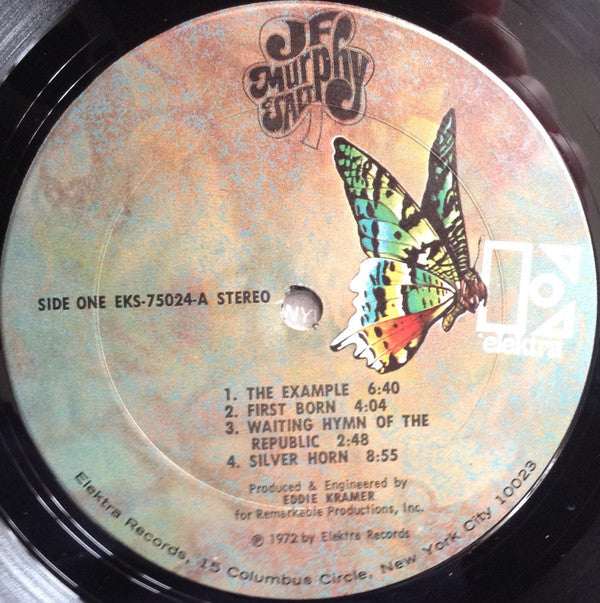 JF
Murphy
& SALT
SIDE ONE EKS-75024-A STEREO
NY
elektra
1. THE EXAMPLE 6:40
2. FIRST BORN 4:04
3. WAITING HYMN OF THE
REPUBLIC 2:48
4. SILVER HORN 8:55
Produced & Engineered by
EDDIE KRAMER
for Remarkable Productions, Inc.
℗ 1972 by Elektra Records
Elektra Records, 15 Columbus Circle, New York City 10023